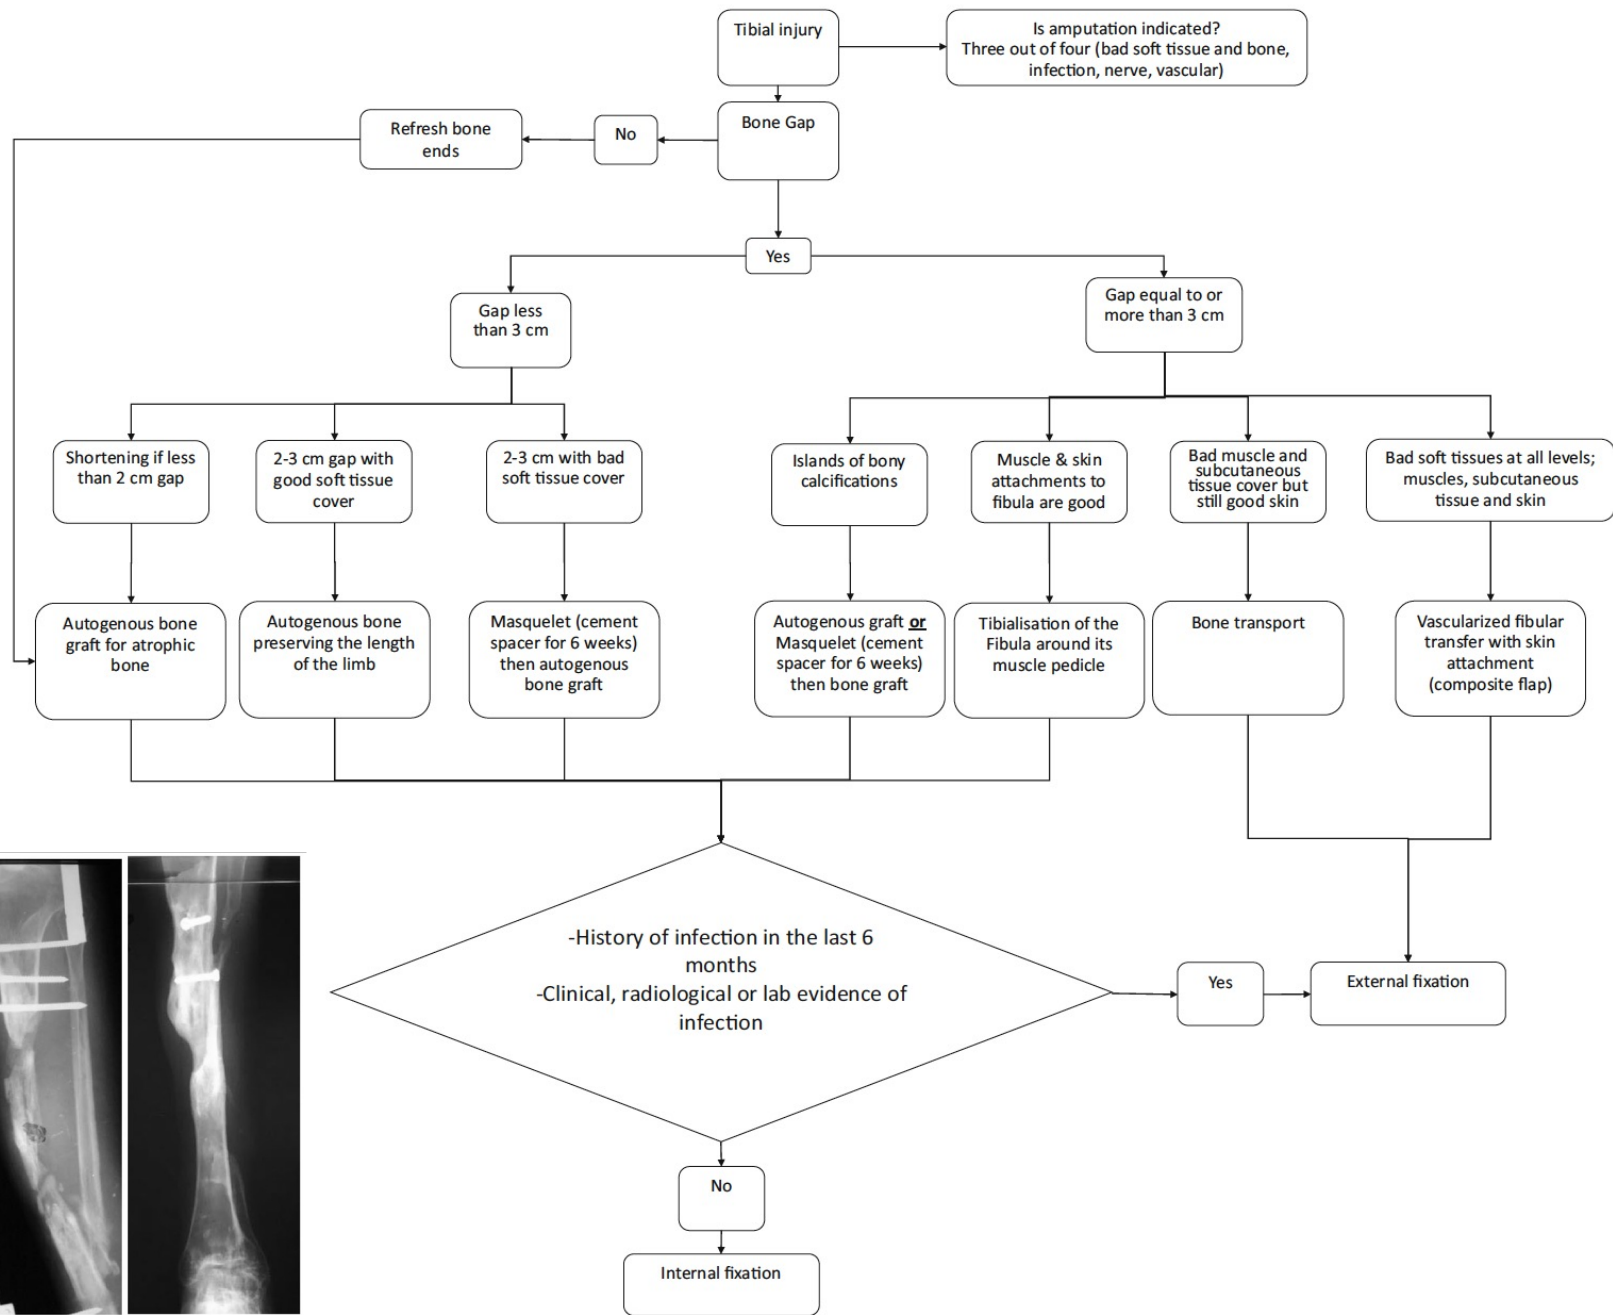 Tibial injury
Is amputation indicated?
Three out of four (bad soft tissue and bone,
infection, nerve, vascular)
Bone Gap
No
Refresh bone
ends
Yes
Gap less
than 3 cm
Gap equal to or
more than 3 cm
Shortening if less
than 2 cm gap
2-3 cm gap with
good soft tissue
cover
2-3 cm with bad
soft tissue cover
Islands of bony
calcifications
Muscle & skin
attachments to
fibula are good
Bad muscle and
subcutaneous
tissue cover but
still good skin
Bad soft tissues at all levels;
muscles, subcutaneous
tissue and skin
Autogenous bone
graft for atrophic
bone
Autogenous bone
preserving the length
of the limb
Masquelet (cement
spacer for 6 weeks)
then autogenous
bone graft
Autogenous graft or
Masquelet (cement
spacer for 6 weeks)
then bone graft
Tibialisation of the
Fibula around its
muscle pedicle
Bone transport
Vascularized fibular
transfer with skin
attachment
(composite flap)
-History of infection in the last 6
months
-Clinical, radiological or lab evidence of
infection
Yes
External fixation
No
Internal fixation